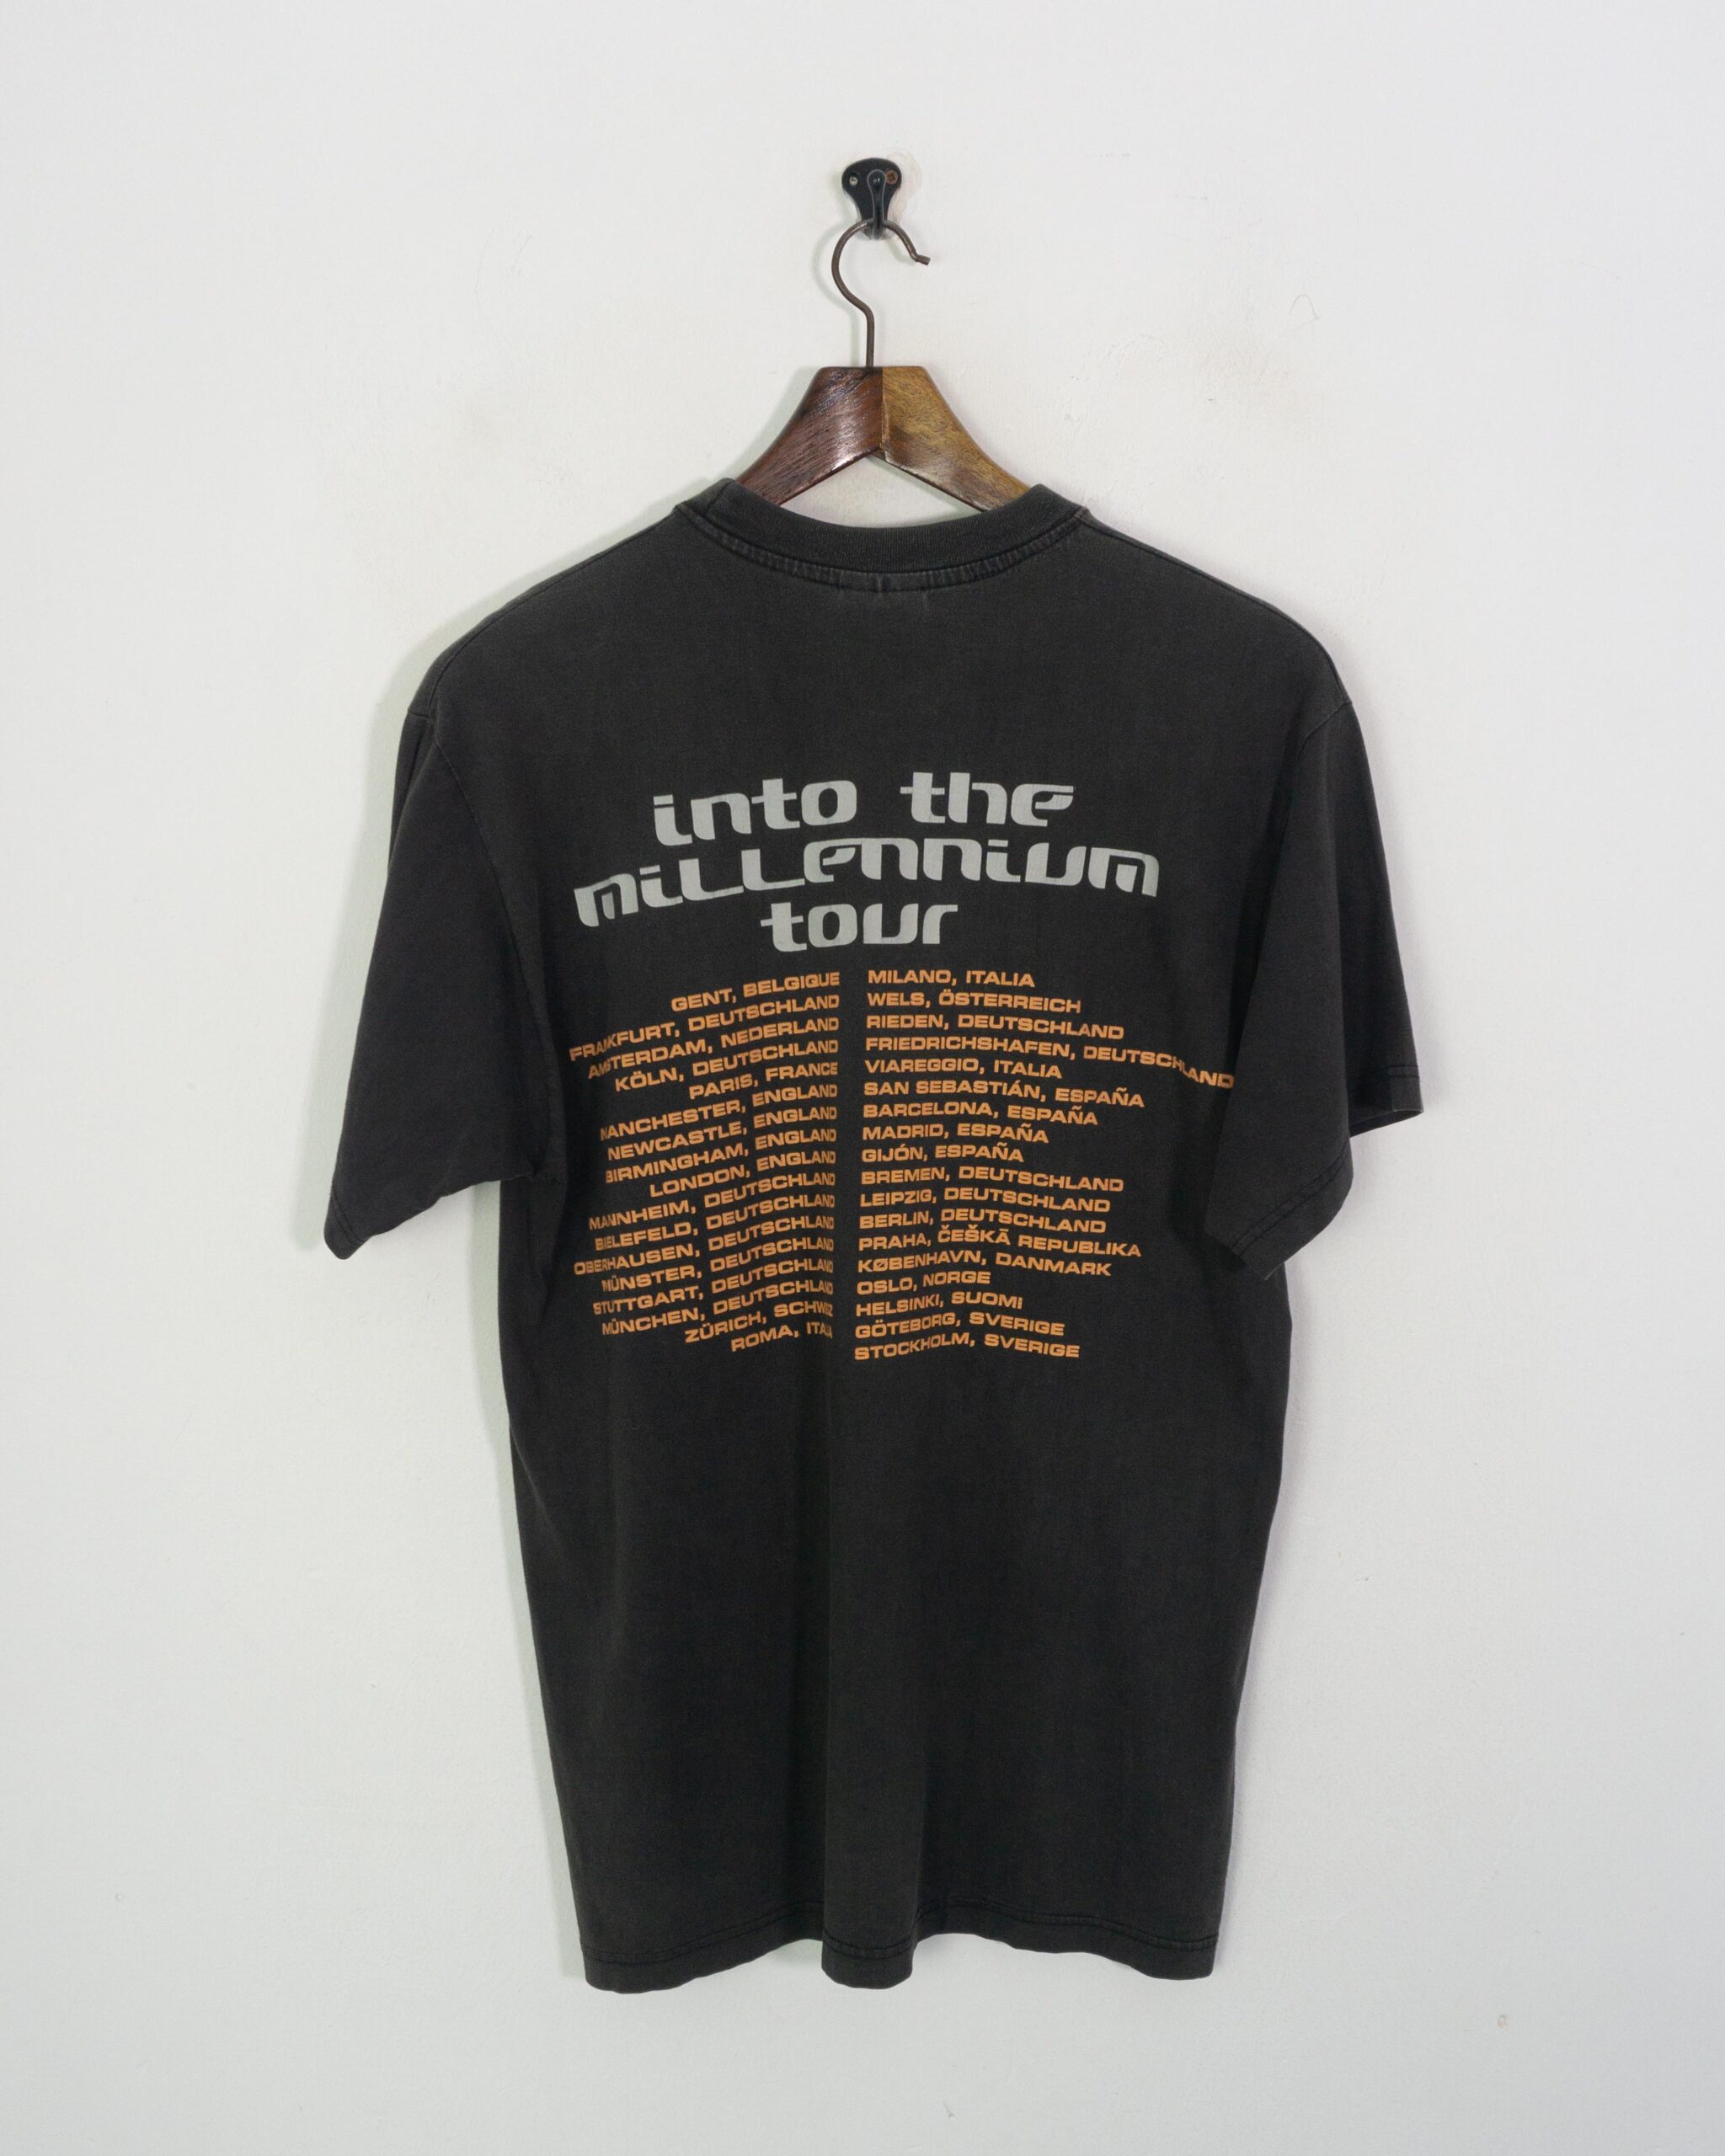 into the
millennium
tour
GENT, BELGIQUE
FRANKFURT, DEUTSCHLAND
AMSTERDAM, NEDERLAND
KÖLN, DEUTSCHLAND
PARIS, FRANCE
MANCHESTER, ENGLAND
NEWCASTLE, ENGLAND
BIRMINGHAM, ENGLAND
LONDON, ENGLAND
MANNHEIM, DEUTSCHLAND
BIELEFELD, DEUTSCHLAND
OBERHAUSEN, DEUTSCHLAND
MÜNSTER, DEUTSCHLAND
STUTTGART, DEUTSCHLAND
MÜNCHEN, DEUTSCHLAND
ZÜRICH, SCHWEIZ
ROMA, ITALIA
MILANO, ITALIA
WELS, ÖSTERREICH
RIEDEN, DEUTSCHLAND
FRIEDRICHSHAFEN, DEUTSCHLAND
VIAREGGIO, ITALIA
SAN SEBASTIÁN, ESPAÑA
BARCELONA, ESPAÑA
MADRID, ESPAÑA
GIJÓN, ESPAÑA
BREMEN, DEUTSCHLAND
LEIPZIG, DEUTSCHLAND
BERLIN, DEUTSCHLAND
PRAHA, ČEŠKĀ REPUBLIKA
KØBENHAVN, DANMARK
OSLO, NORGE
HELSINKI, SUOMI
GÖTEBORG, SVERIGE
STOCKHOLM, SVERIGE